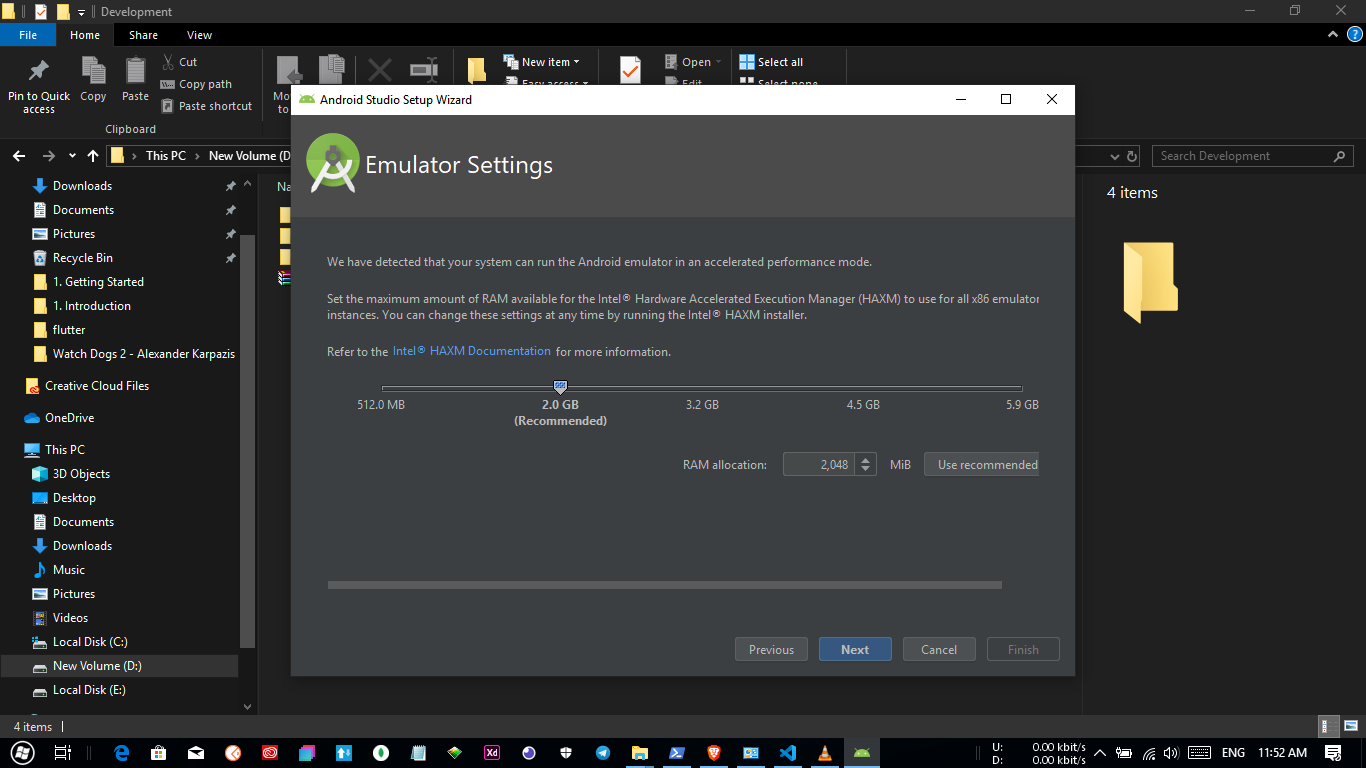 Development
File
Home
Share
View
Pin to Quick
access
Copy
Paste
Cut
Copy path
Paste shortcut
Clipboard
New item
Open
Select all
Android Studio Setup Wizard
This PC
New Volume (D
Search Development
Emulator Settings
4 items
Downloads
Documents
Pictures
Recycle Bin
1. Getting Started
1. Introduction
flutter
Watch Dogs 2 - Alexander Karpazis
Creative Cloud Files
OneDrive
This PC
3D Objects
Desktop
Documents
Downloads
Music
Pictures
Videos
Local Disk (C:)
New Volume (D:)
Local Disk (E:)
We have detected that your system can run the Android emulator in an accelerated performance mode.
Set the maximum amount of RAM available for the Intel® Hardware Accelerated Execution Manager (HAXM) to use for all x86 emulator
instances. You can change these settings at any time by running the Intel® HAXM installer.
Refer to the Intel® HAXM Documentation for more information.
512.0 MB
2.0 GB
(Recommended)
3.2 GB
4.5 GB
5.9 GB
RAM allocation:
2,048
MiB
Use recommended
Previous
Next
Cancel
Finish
4 items
Xd
U: 0.00 kbit/s
D: 0.00 kbit/s
ENG
11:52 AM